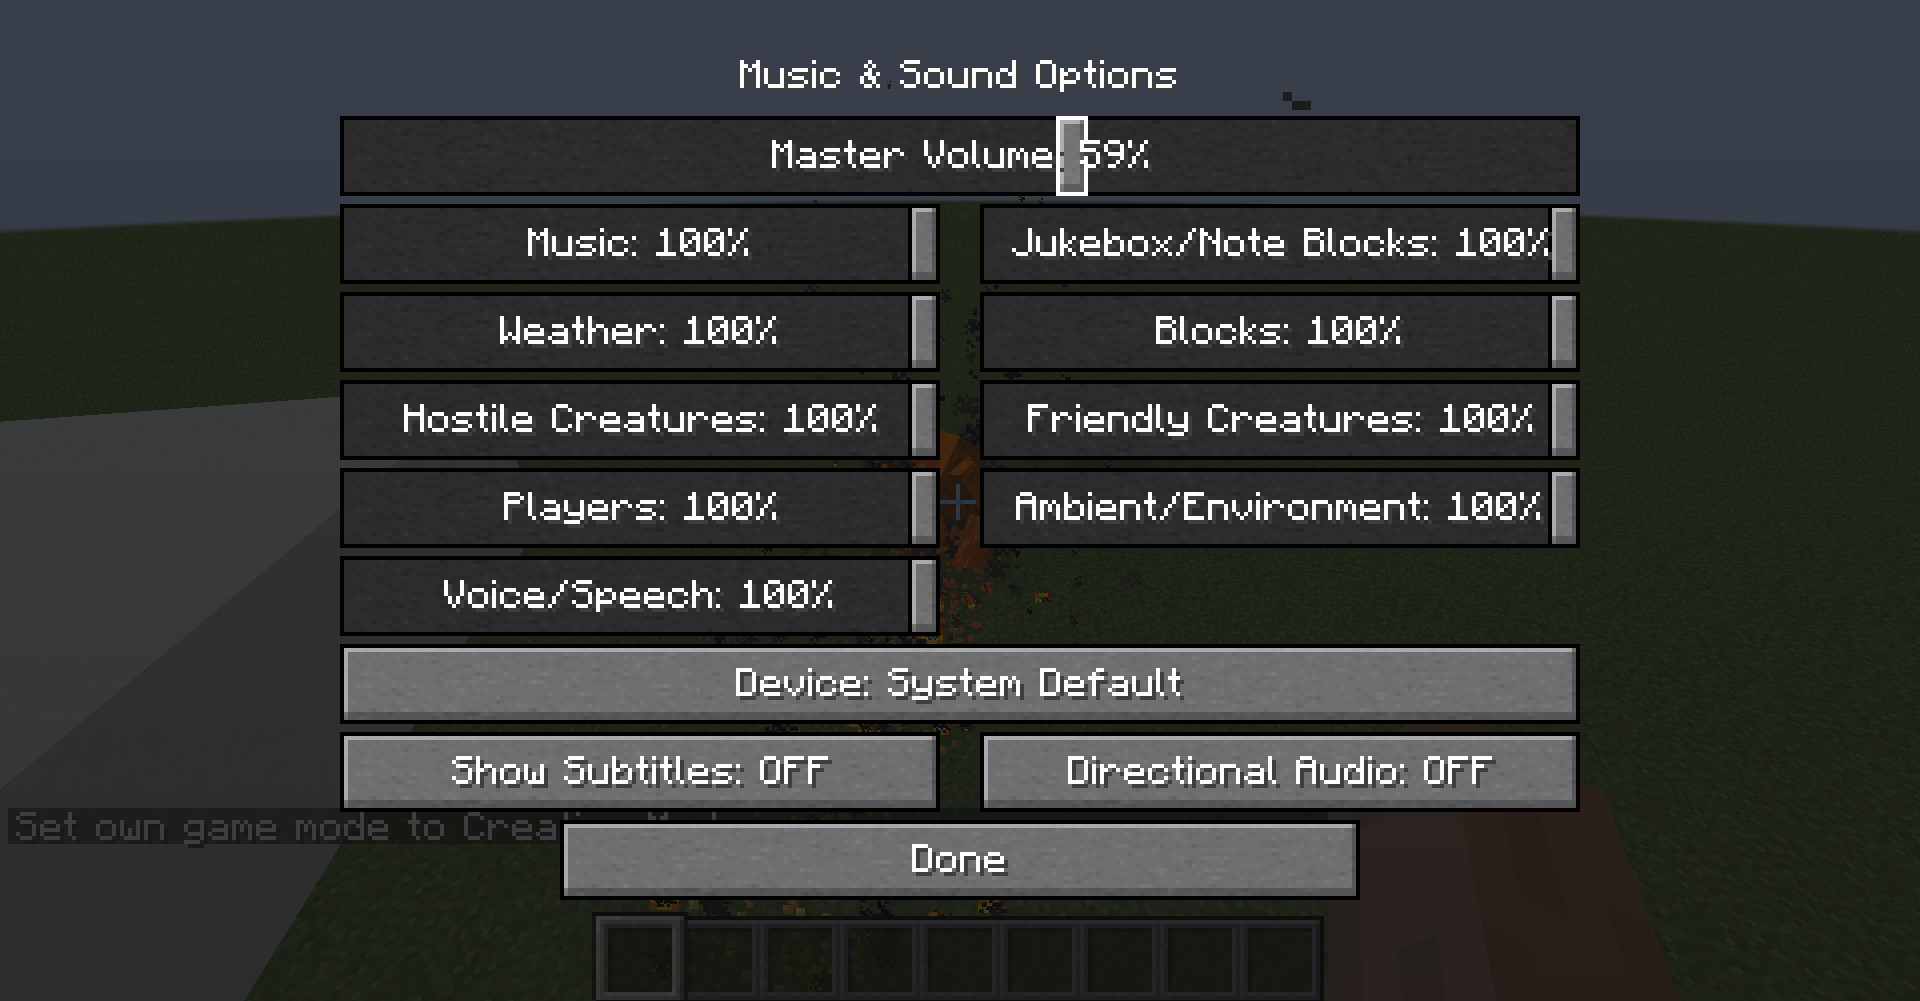 Music & Sound Options
Master Volume: 59%
Music: 100%
Jukebox/Note Blocks: 100%
Weather: 100%
Blocks: 100%
Hostile Creatures: 100%
Friendly Creatures: 100%
Players: 100%
Ambient/Environment: 100%
Voice/Speech: 100%
Device: System Default
Show Subtitles: OFF
Directional Audio: OFF
Set own game mode to
Done